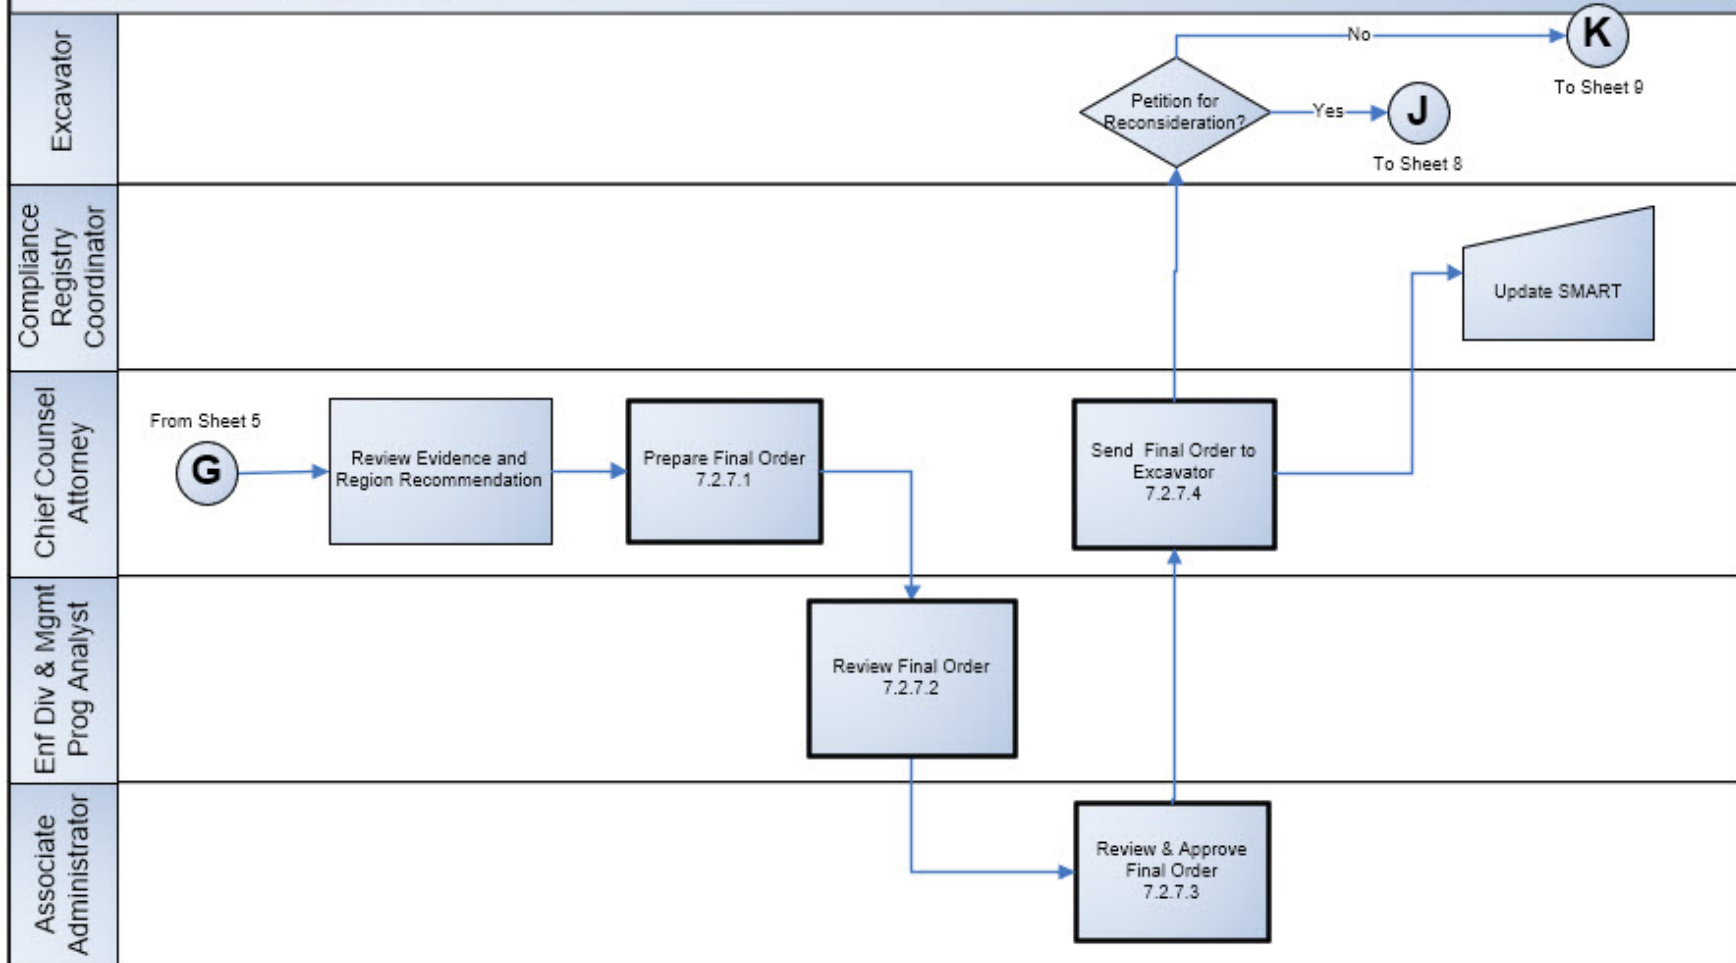 Excavator
No
K
To Sheet 9
Petition for
Reconsideration?
Yes
J
To Sheet 8
Compliance
Registry
Coordinator
Update SMART
Chief Counsel
Attorney
From Sheet 5
G
Review Evidence and
Region Recommendation
Prepare Final Order
7.2.7.1
Send Final Order to
Excavator
7.2.7.4
Enf Div & Mgmt
Prog Analyst
Review Final Order
7.2.7.2
Associate
Administrator
Review & Approve
Final Order
7.2.7.3